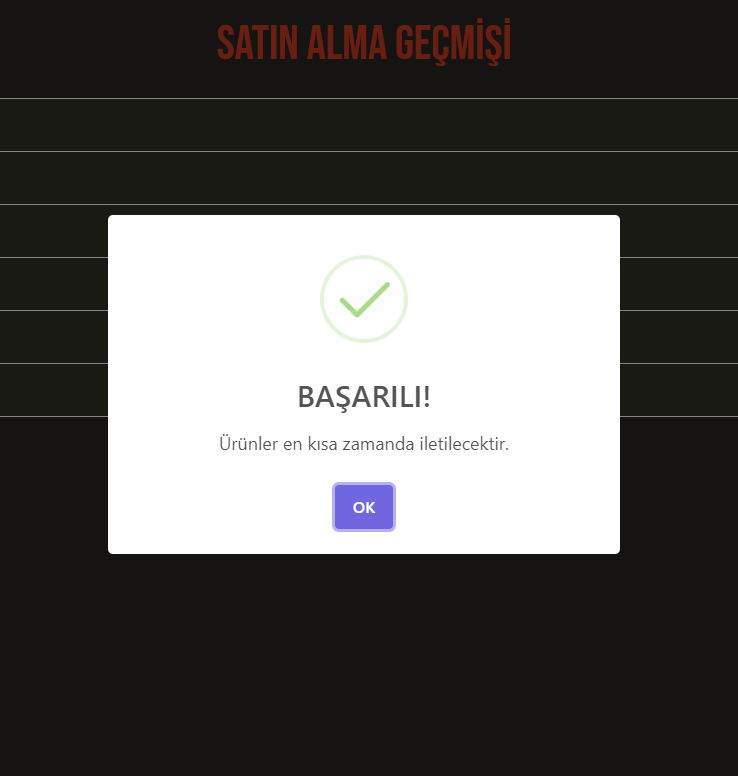 SATIN ALMA GEÇMİŞİ
BAŞARILI!
Ürünler en kısa zamanda iletilecektir.
OK